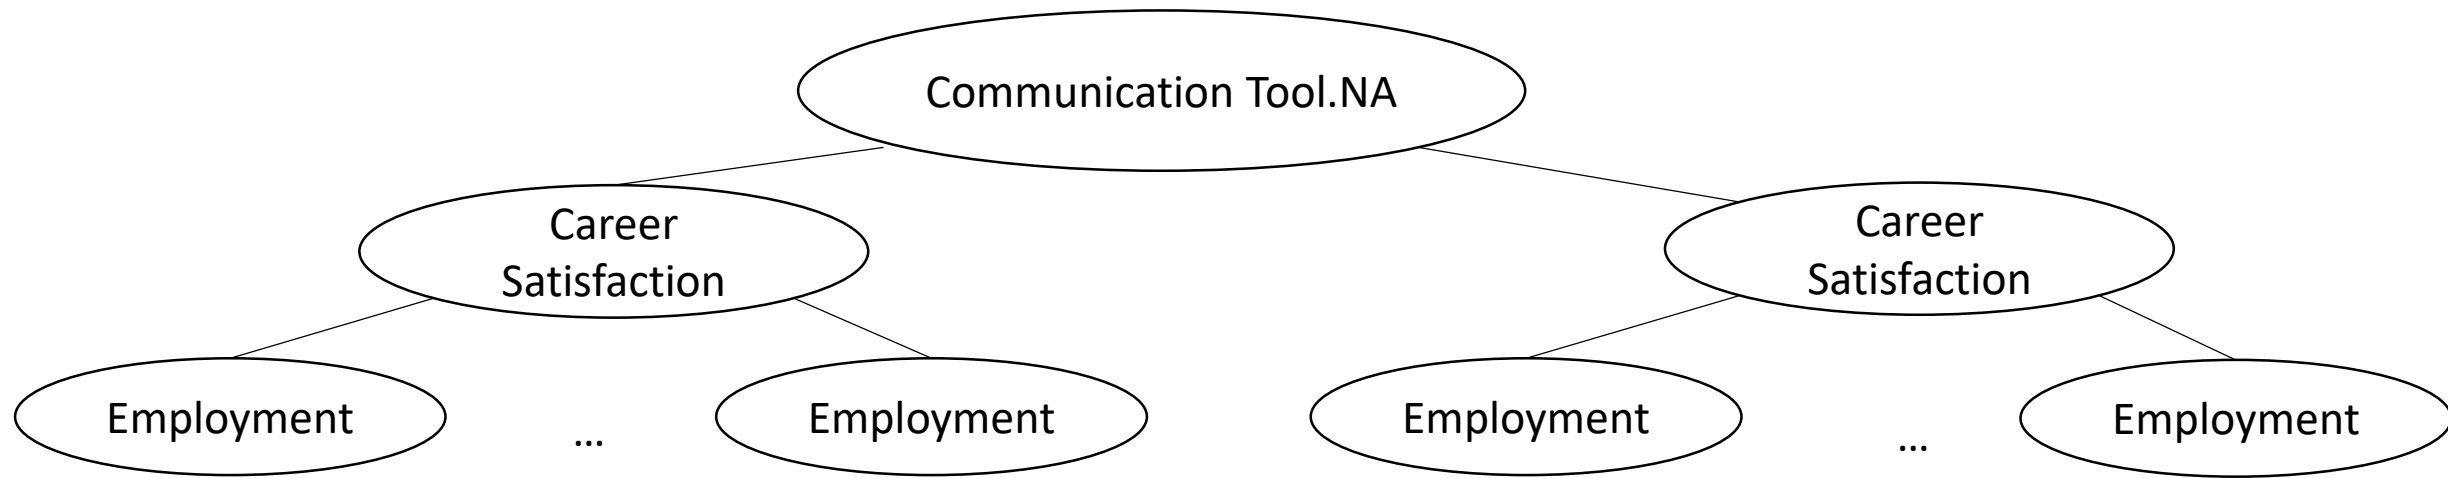 Communication Tool.NA
Career
Satisfaction
Career
Satisfaction
Employment
...
Employment
Employment
...
Employment